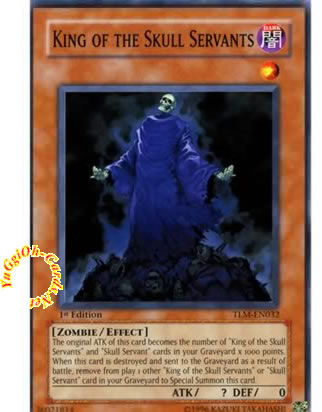 KING OF THE SKULL SERVANTS
DARK
闇
YuGgiOh-Cards.Net
1st Edition
TLM-EN032
[ZOMBIE / EFFECT]
The original ATK of this card becomes the number of "King of the Skull
Servants" and "Skull Servant" cards in your Graveyard x 1000 points.
When this card is destroyed and sent to the Graveyard as a result of
battle, remove from play 1 other "King of the Skull Servants" or "Skull
Servant" card in your Graveyard to Special Summon this card.
ATK/ ? DEF/ 0
©1996 KAZUKI TAKAHASHI